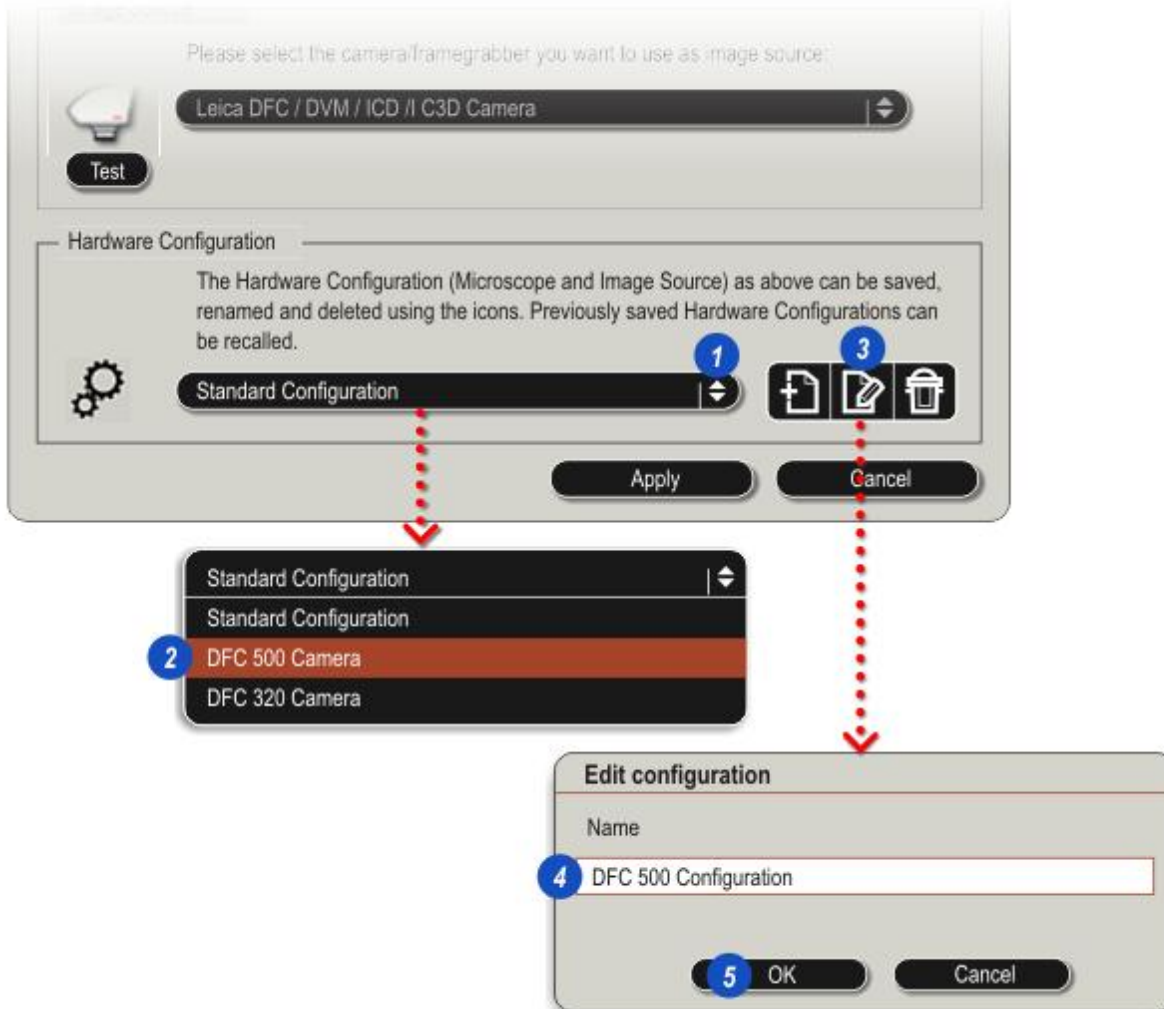 Please select the camera/framegrabber you want to use as image source:
Leica DFC / DVM / ICD /I C3D Camera
Test
Hardware Configuration
The Hardware Configuration (Microscope and Image Source) as above can be saved,
renamed and deleted using the icons. Previously saved Hardware Configurations can
be recalled.
1
3
Standard Configuration
Apply
Cancel
Standard Configuration
Standard Configuration
2
DFC 500 Camera
DFC 320 Camera
Edit configuration
Name
4
DFC 500 Configuration
5
OK
Cancel